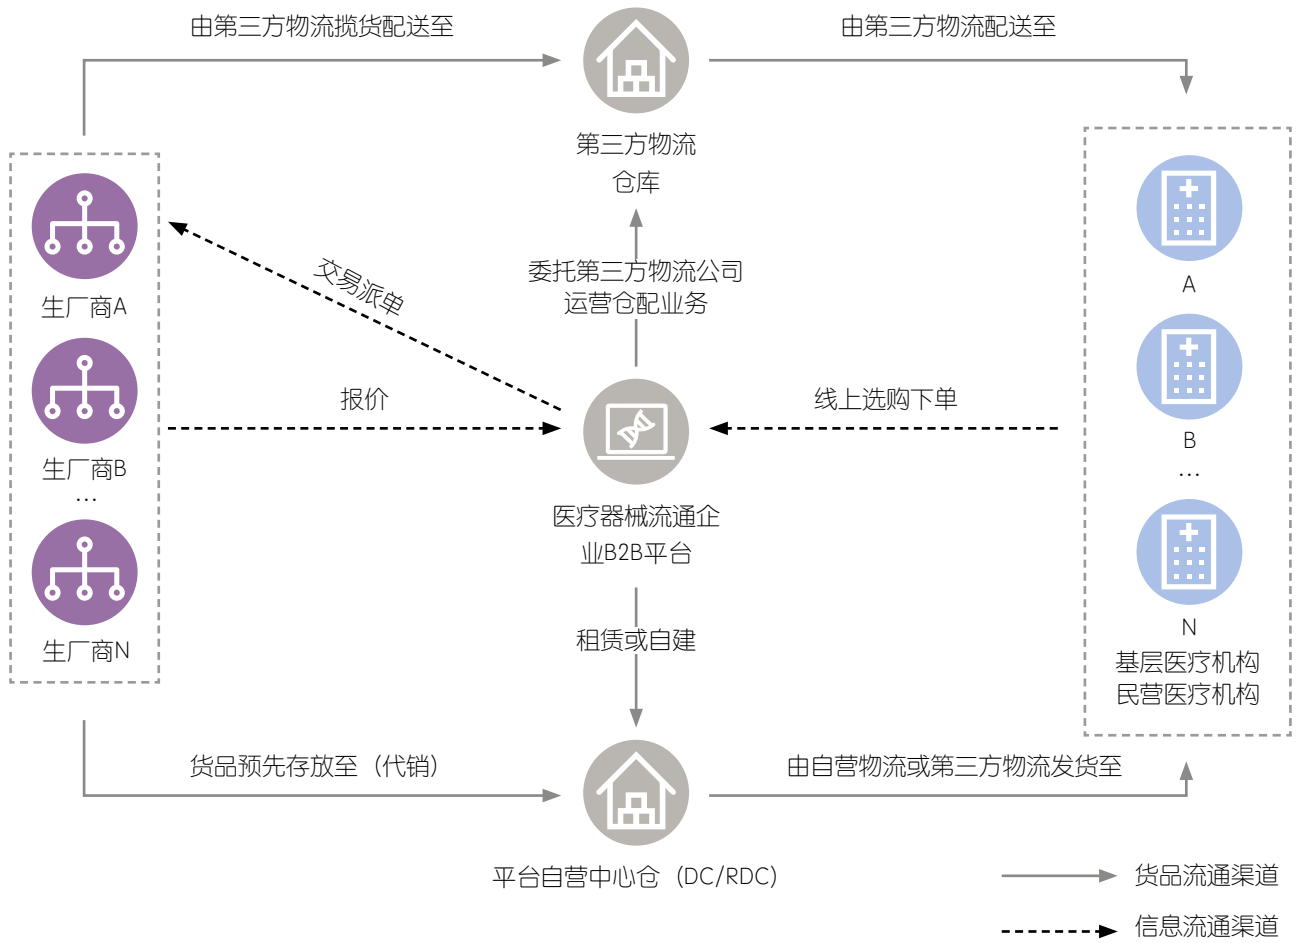 由第三方物流揽货配送至
由第三方物流配送至
第三方物流
仓库
生厂商A
生厂商B
...
生厂商N
交易派单
委托第三方物流公司
运营仓配业务
报价
线上选购下单
医疗器械流通企
业B2B平台
A
B
...
N
基层医疗机构
民营医疗机构
租赁或自建
货品预先存放至（代销）
由自营物流或第三方物流发货至
平台自营中心仓（DC/RDC）
货品流通渠道
信息流通渠道